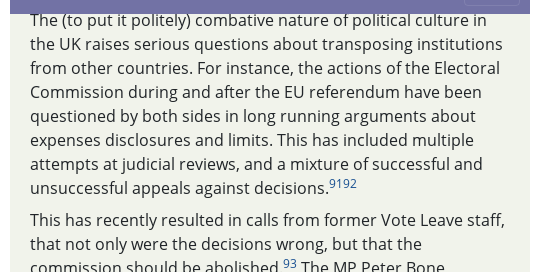 The (to put it politely) combative nature of political culture in
the UK raises serious questions about transposing institutions
from other countries. For instance, the actions of the Electoral
Commission during and after the EU referendum have been
questioned by both sides in long running arguments about
expenses disclosures and limits. This has included multiple
attempts at judicial reviews, and a mixture of successful and
unsuccessful appeals against decisions.9192
This has recently resulted in calls from former Vote Leave staff,
that not only were the decisions wrong, but that the
commission should be abolished.93 The MP Peter Bone